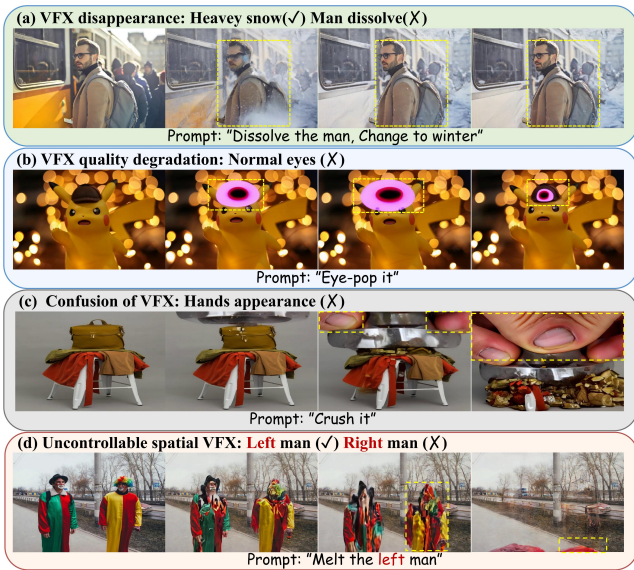 (a) VFX disappearance: Heavey snow(✓) Man dissolve(✗)
Prompt: "Dissolve the man, Change to winter"
(b) VFX quality degradation: Normal eyes (✗)
Prompt: "Eye-pop it"
(c) Confusion of VFX: Hands appearance (✗)
Prompt: "Crush it"
(d) Uncontrollable spatial VFX: Left man (✓) Right man (✗)
Prompt: "Melt the left man"